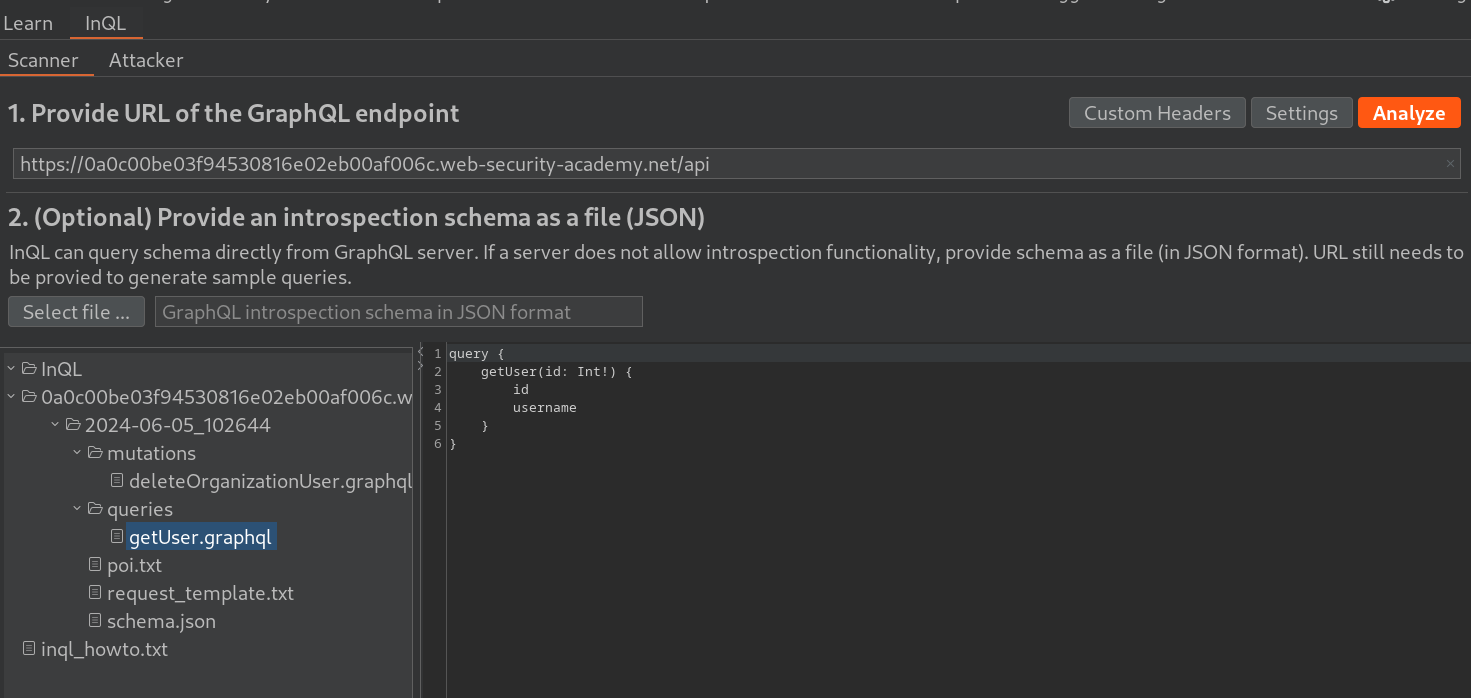 Learn InQL
Scanner Attacker
1. Provide URL of the GraphQL endpoint
Custom Headers Settings Analyze
https://0a0c00be03f94530816e02eb00af006c.web-security-academy.net/api
2. (Optional) Provide an introspection schema as a file (JSON)
InQL can query schema directly from GraphQL server. If a server does not allow introspection functionality, provide schema as a file (in JSON format). URL still needs to
be provied to generate sample queries.
Select file ... GraphQL introspection schema in JSON format
InQL
0a0c00be03f94530816e02eb00af006c.w
2024-06-05_102644
mutations
deleteOrganizationUser.graphql
queries
getUser.graphql
poi.txt
request_template.txt
schema.json
inql_howto.txt
1 query {
2 getUser(id: Int!) {
3 id
4 username
5 }
6 }